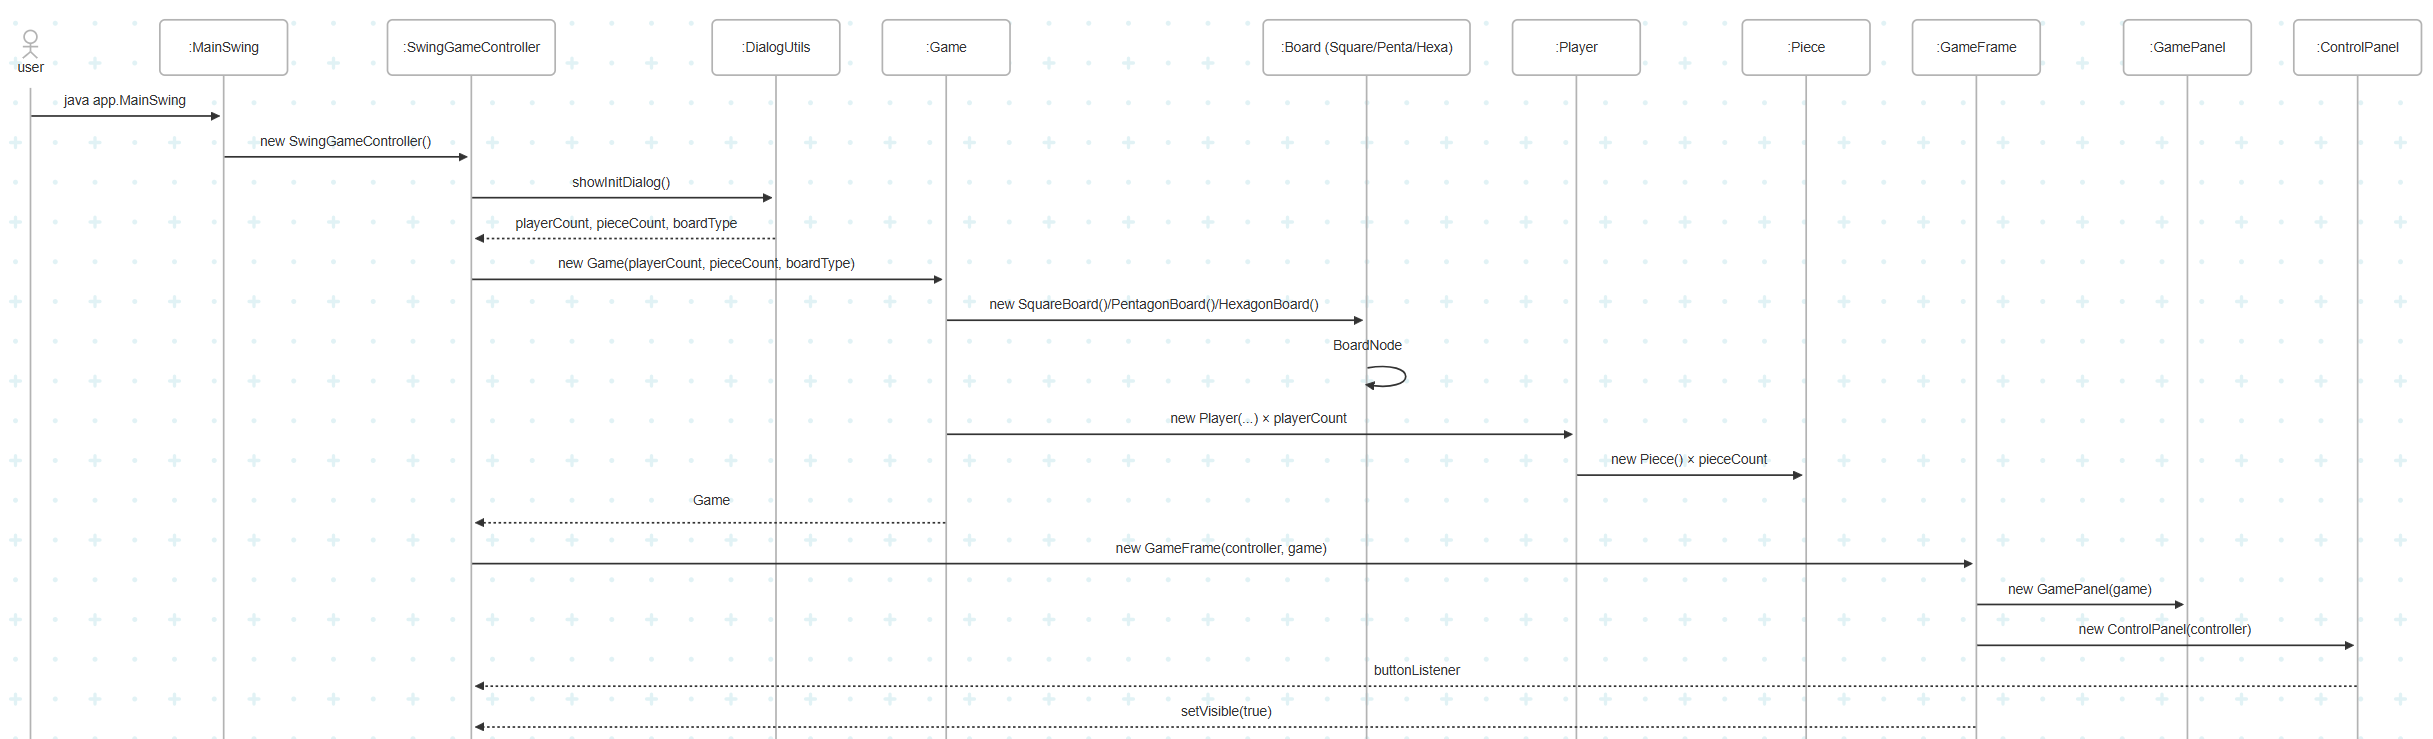 user
:MainSwing
:SwingGameController
:DialogUtils
:Game
:Board (Square/Penta/Hexa)
:Player
:Piece
:GameFrame
:GamePanel
:ControlPanel
java app.MainSwing
new SwingGameController()
showInitDialog()
playerCount, pieceCount, boardType
new Game(playerCount, pieceCount, boardType)
new SquareBoard()/PentagonBoard()/HexagonBoard()
BoardNode
new Player(...) × playerCount
new Piece() × pieceCount
Game
new GameFrame(controller, game)
new GamePanel(game)
new ControlPanel(controller)
buttonListener
setVisible(true)